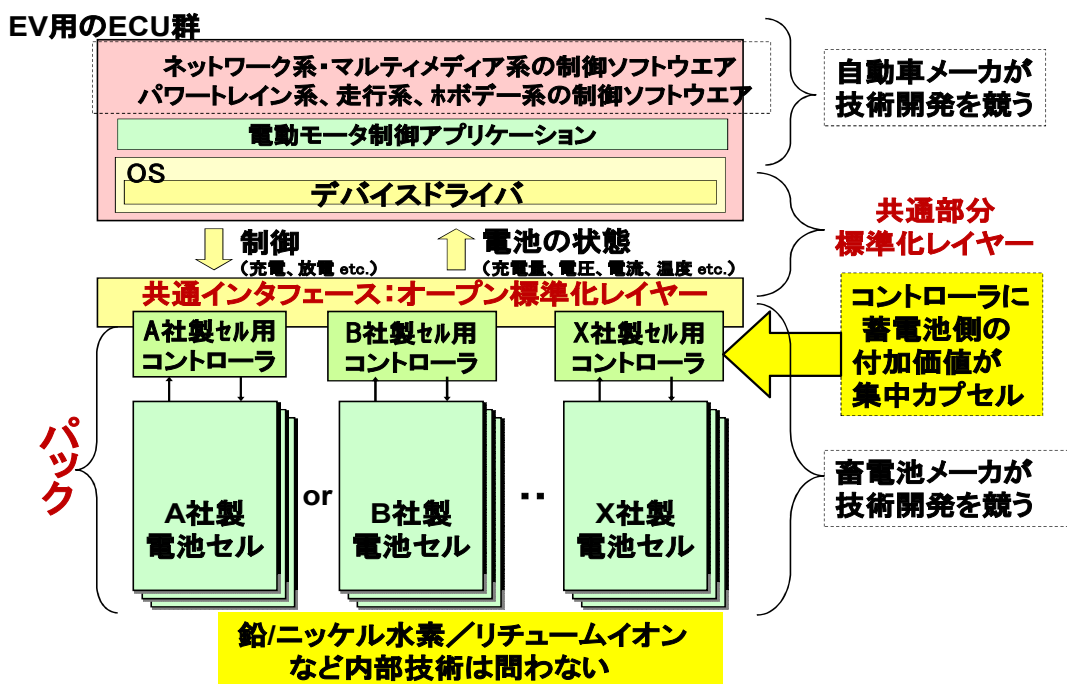 EV用のECU群
ネットワーク系・マルティメディア系の制御ソフトウエア
パワートレイン系、走行系、ホボデー系の制御ソフトウエア
電動モータ制御アプリケーション
OS
デバイスドライバ
自動車メーカが
技術開発を競う
制御
（充電、放電 etc.）
電池の状態
（充電量、電圧、電流、温度 etc.）
共通部分
標準化レイヤー
共通インタフェース：オープン標準化レイヤー
A社製セル用
コントローラ
B社製セル用
コントローラ
X社製セル用
コントローラ
コントローラに
蓄電池側の
付加価値が
集中カプセル
パック
A社製
電池セル
or
B社製
電池セル
・・
X社製
電池セル
畜電池メーカが
技術開発を競う
鉛/ニッケル水素／リチュームイオン
など内部技術は問わない